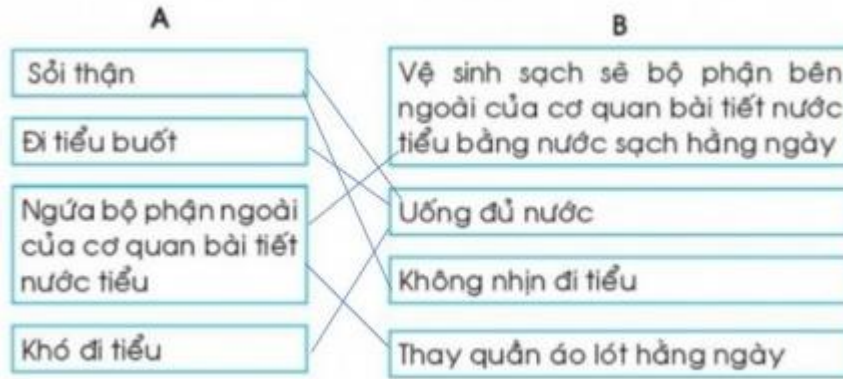 A
Sỏi thận
Đi tiểu buốt
Ngứa bộ phận ngoài
của cơ quan bài tiết
nước tiểu
Khó đi tiểu
B
Vệ sinh sạch sẽ bộ phận bên
ngoài của cơ quan bài tiết nước
tiểu bằng nước sạch hằng ngày
Uống đủ nước
Không nhịn đi tiểu
Thay quần áo lót hằng ngày